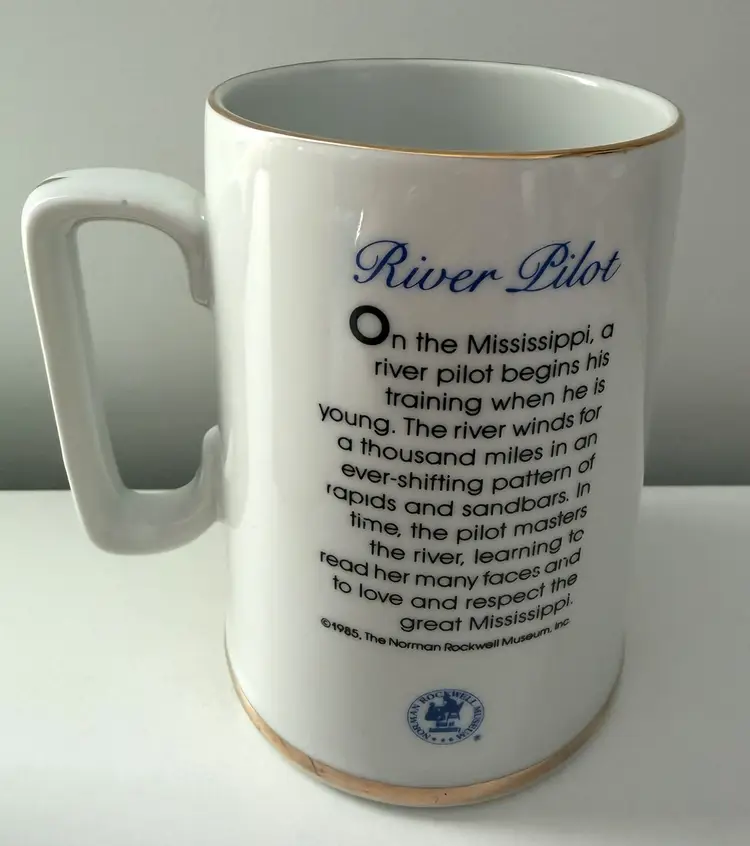 River Pilot
On the Mississippi, a
river pilot begins his
training when he is
young. The river winds for
a thousand miles in an
ever-shifting pattern of
rapids and sandbars. In
time, the pilot masters
the river, learning to
read her many faces and
to love and respect the
great Mississippi.
©1985, The Norman Rockwell Museum, Inc.
NORMAN ROCKWELL MUSEUM